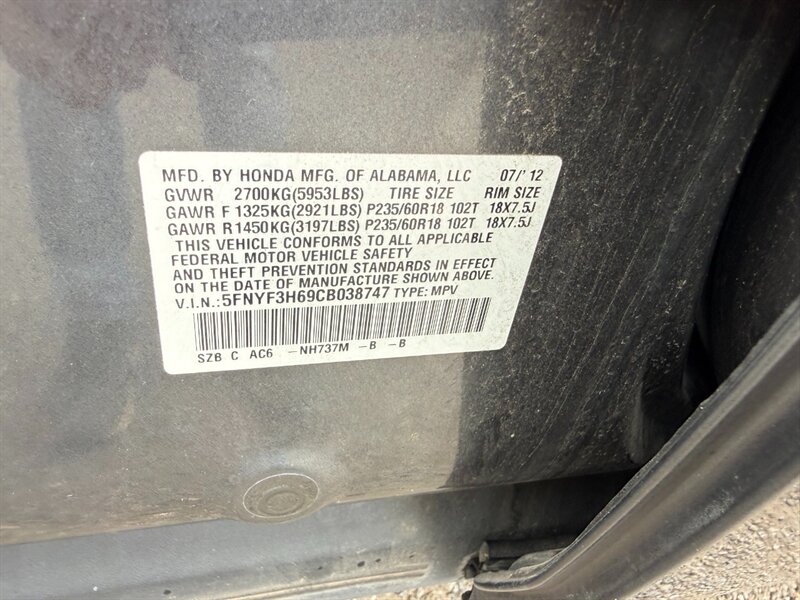 MFD. BY HONDA MFG. OF ALABAMA, LLC 07/'12
GVWR 2700KG(5953LBS) TIRE SIZE RIM SIZE
GAWR F 1325KG(2921LBS) P235/60R18 102T 18X7.5J
GAWR R1450KG(3197LBS) P235/60R18 102T 18X7.5J
THIS VEHICLE CONFORMS TO ALL APPLICABLE
FEDERAL MOTOR VEHICLE SAFETY
AND THEFT PREVENTION STANDARDS IN EFFECT
ON THE DATE OF MANUFACTURE SHOWN ABOVE.
V.I.N.:5FNYF3H69CB038747 TYPE: MPV
SZB C AC6 -NH737M -B -B